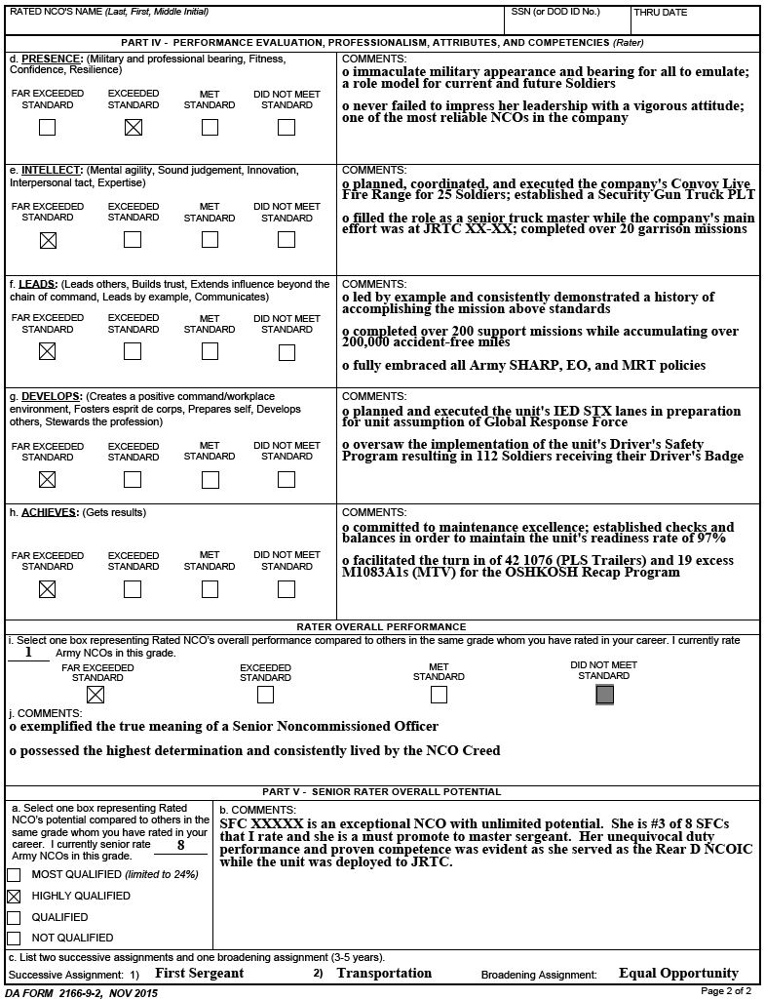 RATED NCO'S NAME (Last, First, Middle Initial)
SSN (or DOD ID No.)
THRU DATE
PART IV - PERFORMANCE EVALUATION, PROFESSIONALISM, ATTRIBUTES, AND COMPETENCIES (Rater)
d. PRESENCE: (Military and professional bearing, Fitness,
Confidence, Resilience)
FAR EXCEEDED STANDARD
EXCEEDED STANDARD
MET STANDARD
DID NOT MEET STANDARD
COMMENTS:
o immaculate military appearance and bearing for all to emulate;
a role model for current and future Soldiers
o never failed to impress her leadership with a vigorous attitude;
one of the most reliable NCOs in the company
e. INTELLECT: (Mental agility, Sound judgement, Innovation,
Interpersonal tact, Expertise)
FAR EXCEEDED STANDARD
EXCEEDED STANDARD
MET STANDARD
DID NOT MEET STANDARD
COMMENTS:
o planned, coordinated, and executed the company's Convoy Live
Fire Range for 25 Soldiers; established a Security Gun Truck PLT
o filled the role as a senior truck master while the company's main
effort was at JRTC XX-XX; completed over 20 garrison missions
f. LEADS: (Leads others, Builds trust, Extends influence beyond the
chain of command, Leads by example, Communicates)
FAR EXCEEDED STANDARD
EXCEEDED STANDARD
MET STANDARD
DID NOT MEET STANDARD
COMMENTS:
o led by example and consistently demonstrated a history of
accomplishing the mission above standards
o completed over 200 support missions while accumulating over
200,000 accident-free miles
o fully embraced all Army SHARP, EO, and MRT policies
g. DEVELOPS: (Creates a positive command/workplace
environment, Fosters esprit de corps, Prepares self, Develops
others, Stewards the profession)
FAR EXCEEDED STANDARD
EXCEEDED STANDARD
MET STANDARD
DID NOT MEET STANDARD
COMMENTS:
o planned and executed the unit's IED STX lanes in preparation
for unit assumption of Global Response Force
o oversaw the implementation of the unit's Driver's Safety
Program resulting in 112 Soldiers receiving their Driver's Badge
h. ACHIEVES: (Gets results)
FAR EXCEEDED STANDARD
EXCEEDED STANDARD
MET STANDARD
DID NOT MEET STANDARD
COMMENTS:
o committed to maintenance excellence; established checks and
balances in order to maintain the unit's readiness rate of 97%
o facilitated the turn in of 42 1076 (PLS Trailers) and 19 excess
M1083A1s (MTV) for the OSHKOSH Recap Program
RATER OVERALL PERFORMANCE
i. Select one box representing Rated NCO's overall performance compared to others in the same grade whom you have rated in your career. I currently rate
1 Army NCOs in this grade.
FAR EXCEEDED STANDARD
EXCEEDED STANDARD
MET STANDARD
DID NOT MEET STANDARD
j. COMMENTS:
o exemplified the true meaning of a Senior Noncommissioned Officer
o possessed the highest determination and consistently lived by the NCO Creed
PART V - SENIOR RATER OVERALL POTENTIAL
a. Select one box representing Rated
NCO's potential compared to others in the
same grade whom you have rated in your
career. I currently senior rate 8
Army NCOs in this grade.
MOST QUALIFIED (limited to 24%)
HIGHLY QUALIFIED
QUALIFIED
NOT QUALIFIED
b. COMMENTS:
SFC XXXXX is an exceptional NCO with unlimited potential. She is #3 of 8 SFCs
that I rate and she is a must promote to master sergeant. Her unequivocal duty
performance and proven competence was evident as she served as the Rear D NCOIC
while the unit was deployed to JRTC.
c. List two successive assignments and one broadening assignment (3-5 years).
Successive Assignment: 1) First Sergeant 2) Transportation Broadening Assignment: Equal Opportunity
DA FORM 2166-9-2, NOV 2015
Page 2 of 2